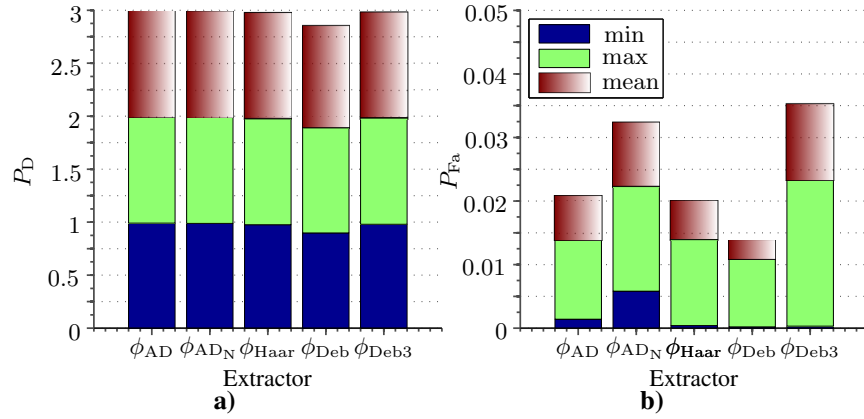 3
2.5
2
1.5
1
0.5
0
P_D
ϕ_AD ϕ_AD_N ϕ_Haar ϕ_Deb ϕ_Deb3
Extractor
a)
0.05
0.04
0.03
0.02
0.01
0
P_Fa
min
max
mean
ϕ_AD ϕ_AD_N ϕ_Haar ϕ_Deb ϕ_Deb3
Extractor
b)